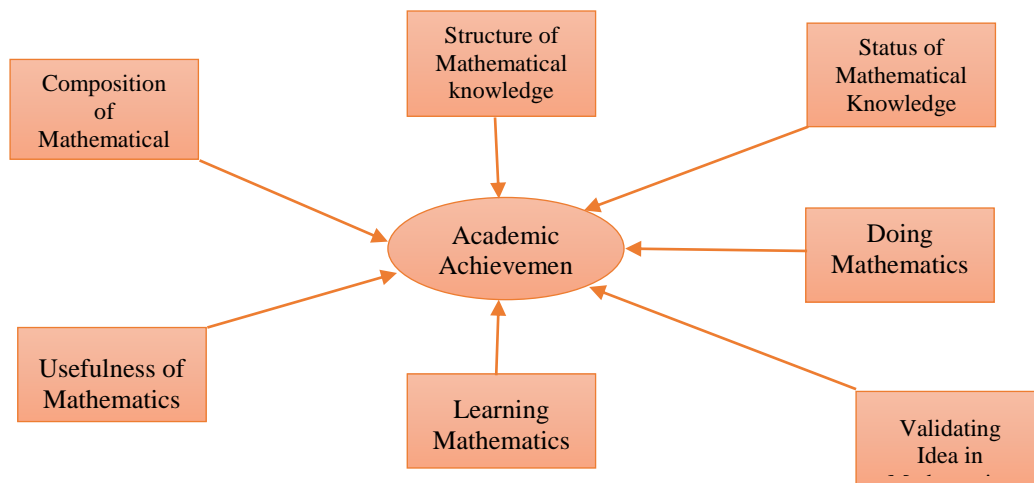 Composition
of
Mathematical
Structure of
Mathematical
knowledge
Status of
Mathematical
Knowledge
Academic
Achievemen
Doing
Mathematics
Usefulness of
Mathematics
Learning
Mathematics
Validating
Idea in